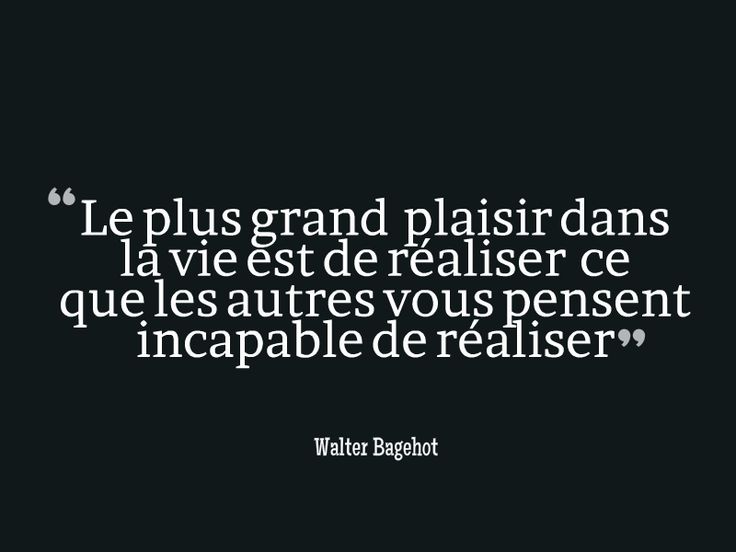 “Le plus grand plaisir dans
la vie est de réaliser ce
que les autres vous pensent
incapable de réaliser”
Walter Bagehot